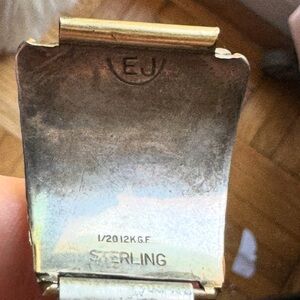 EJ
1/20 12K.G.F.
STERLING